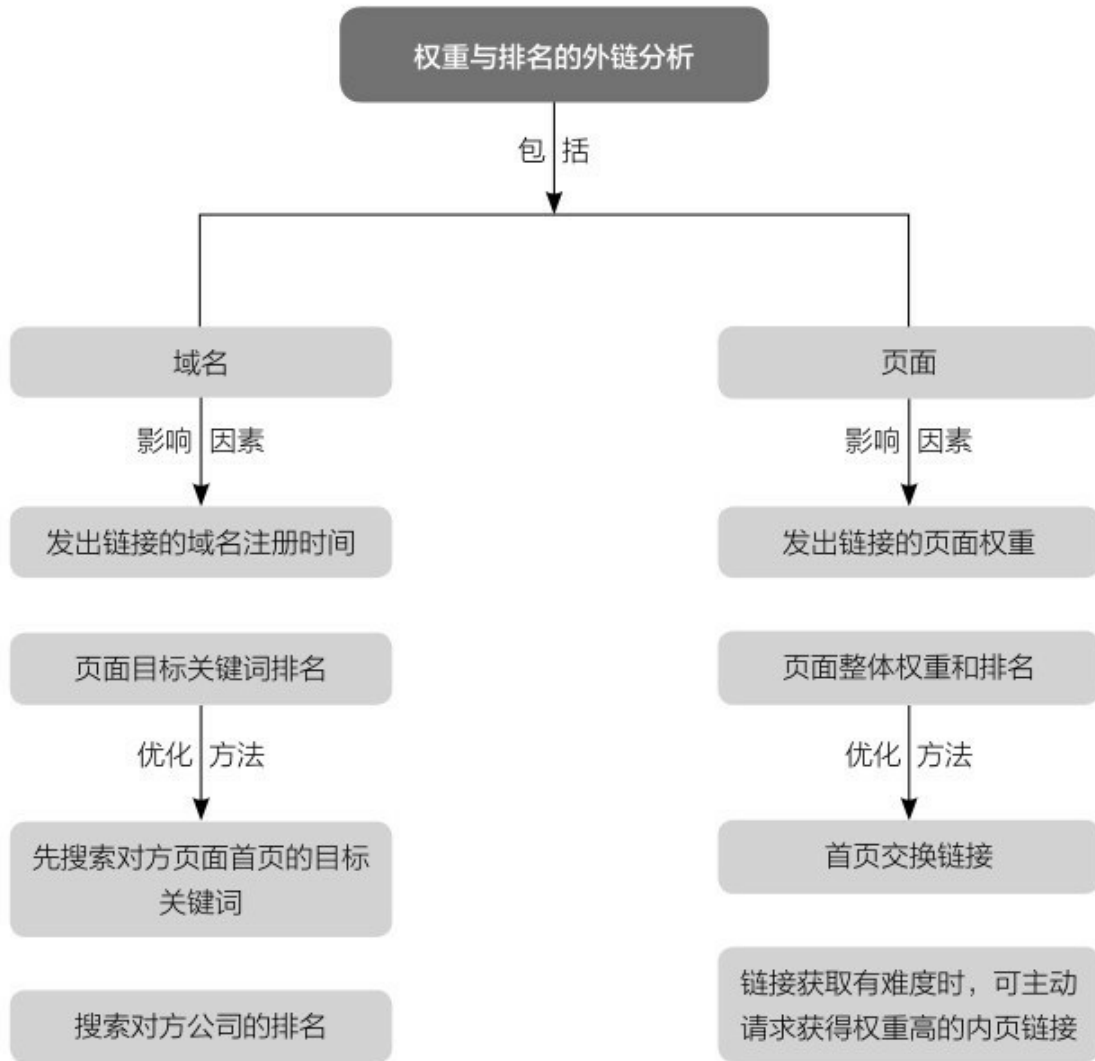 权重与排名的外链分析
包括
域名
页面
影响因素
影响因素
发出链接的域名注册时间
发出链接的页面权重
页面目标关键词排名
页面整体权重和排名
优化方法
优化方法
先搜索对方页面首页的目标
关键词
首页交换链接
搜索对方公司的排名
链接获取有难度时，可主动
请求获得权重高的内页链接